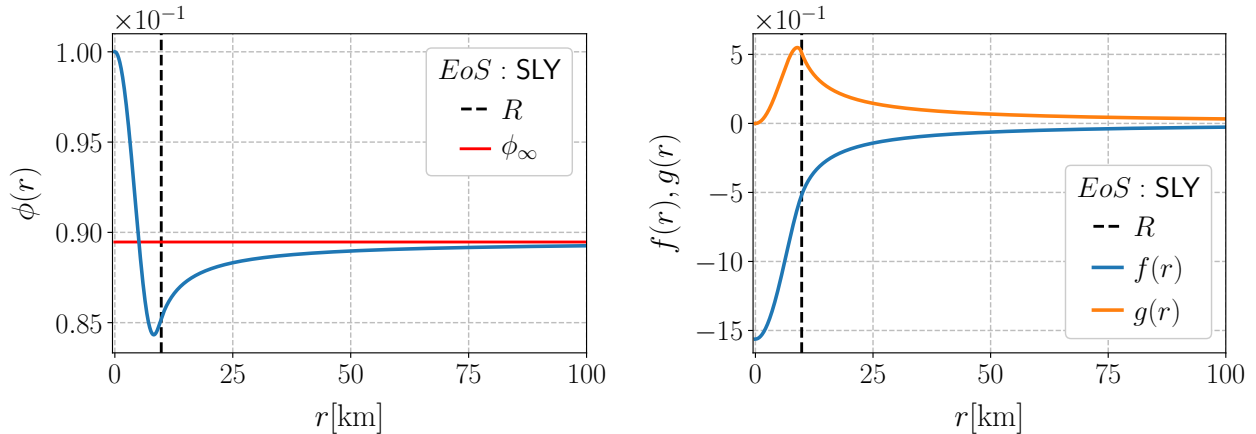 ×10⁻¹
1.00
0.95
0.90
0.85
ϕ(r)
EoS : SLY
R
ϕ∞
0 25 50 75 100
r[km]
×10⁻¹
5
0
−5
−10
−15
f(r), g(r)
EoS : SLY
R
f(r)
g(r)
0 25 50 75 100
r[km]